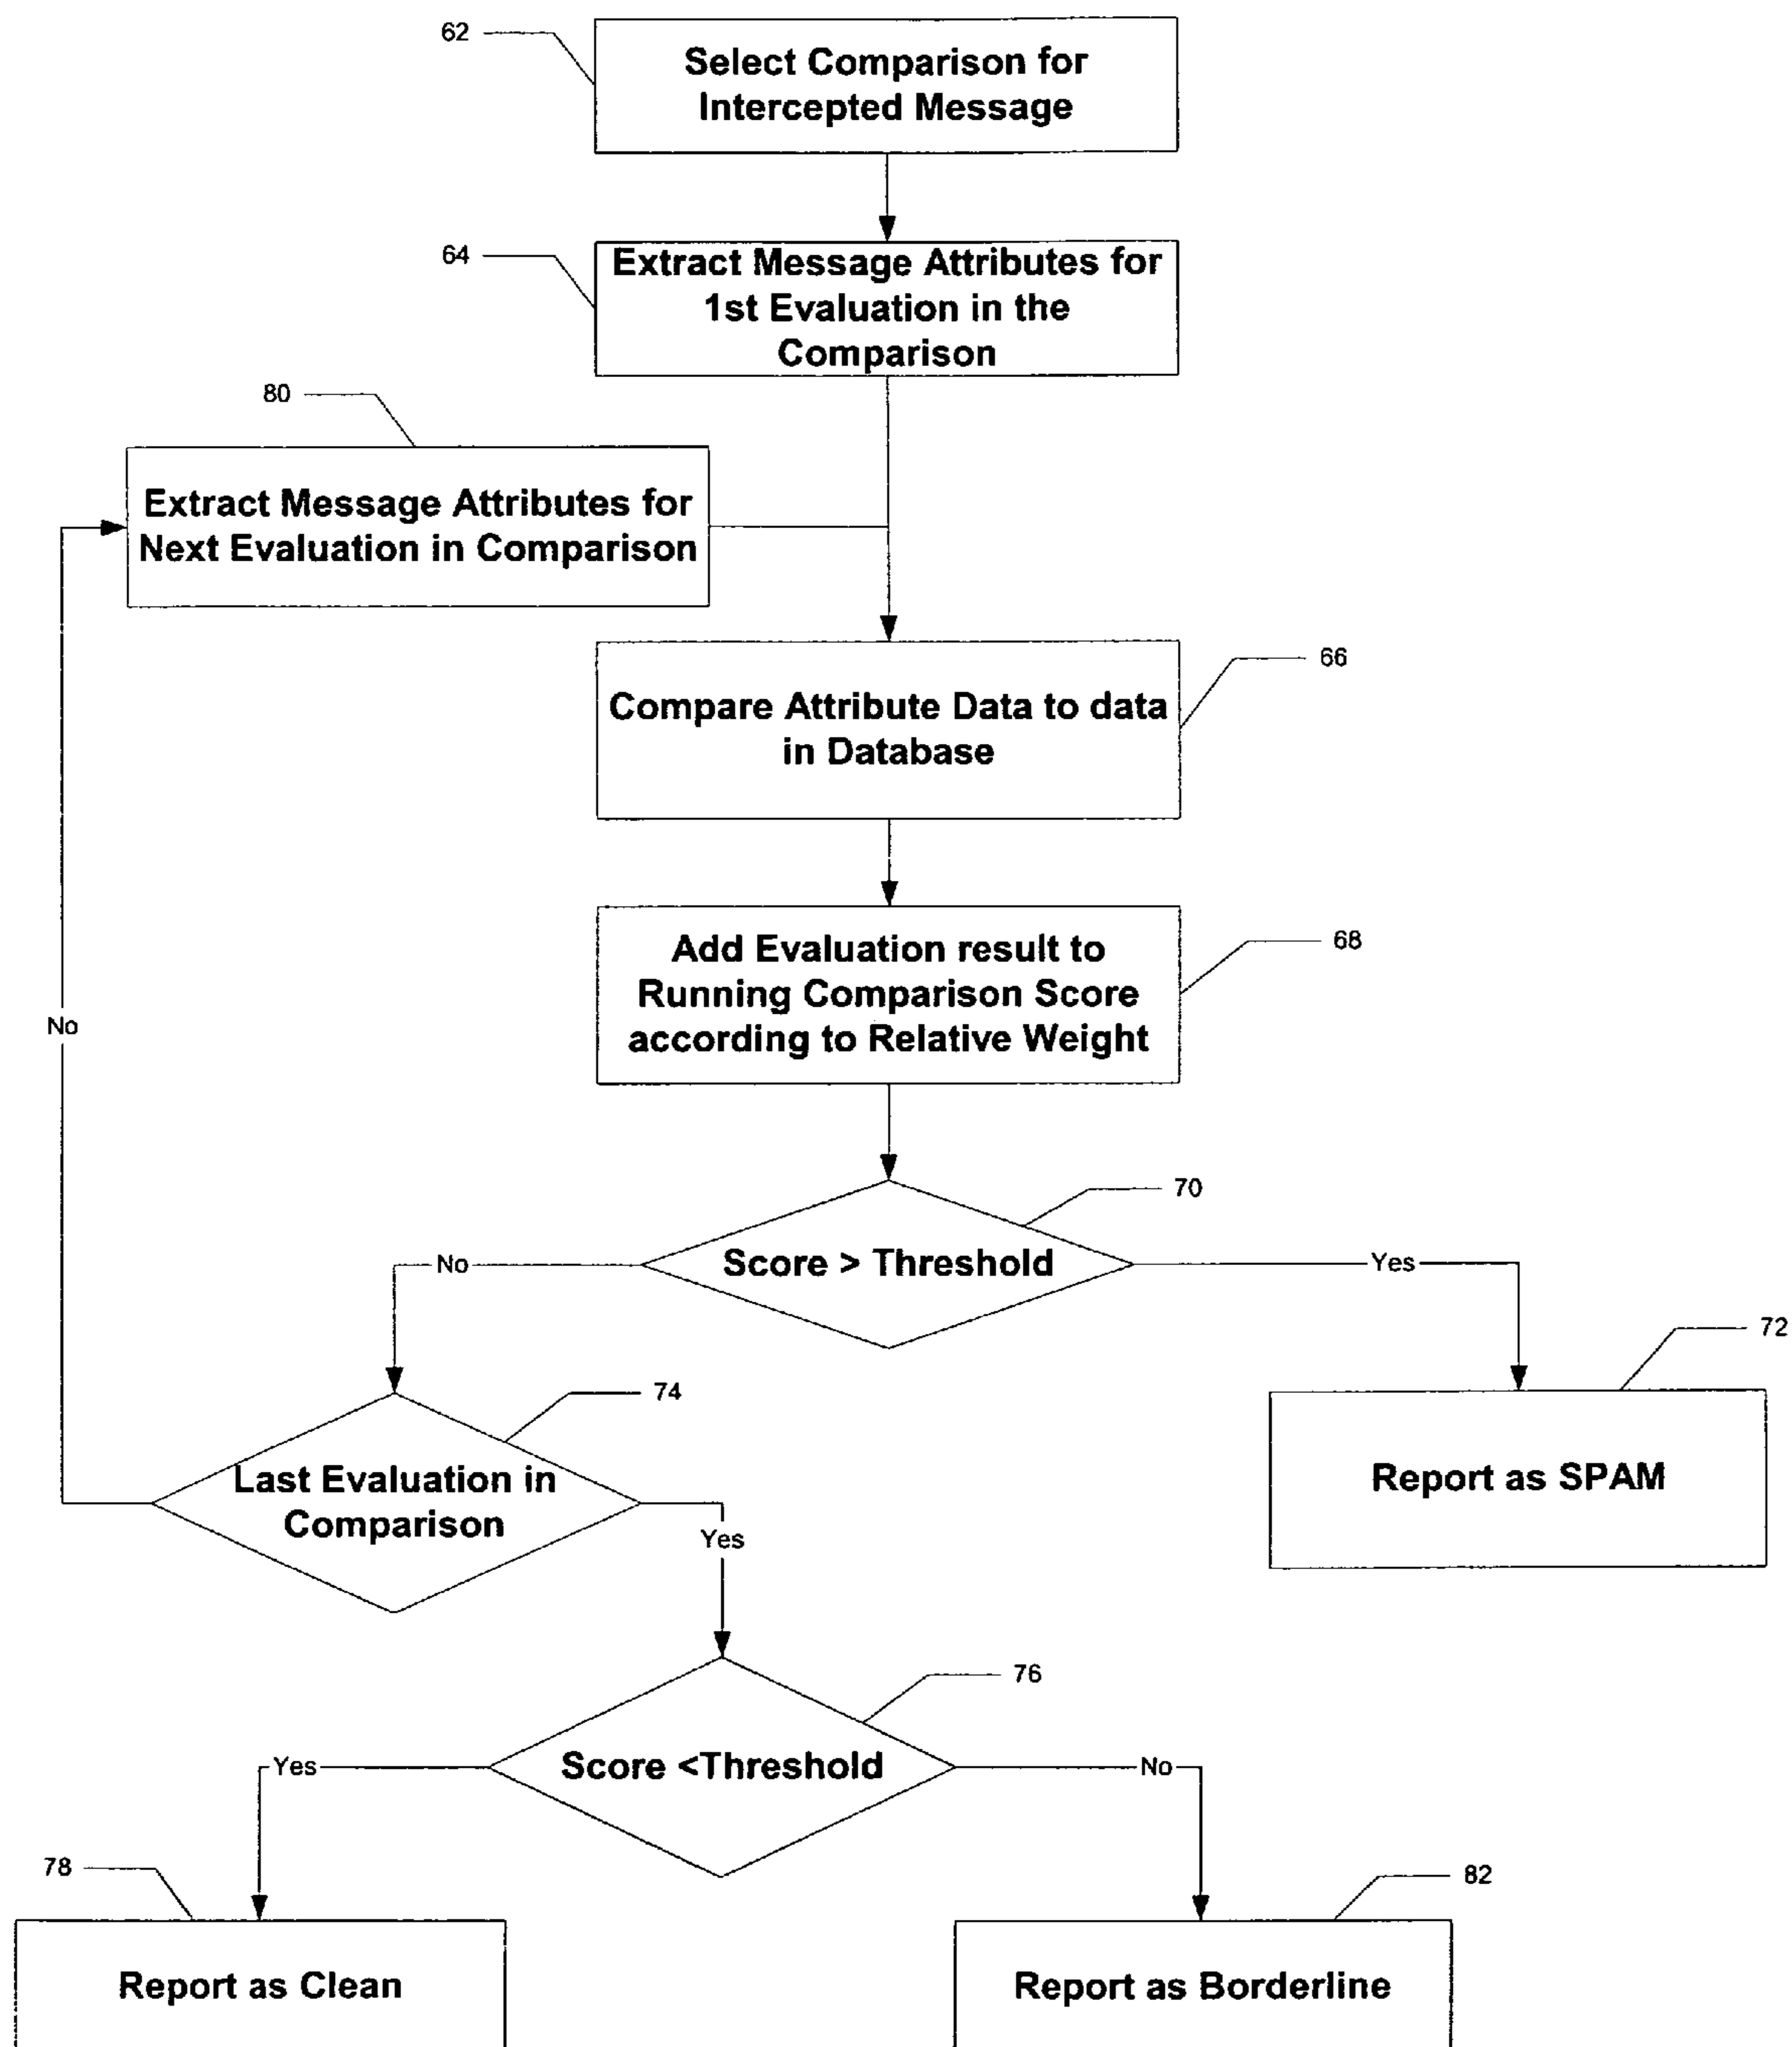 62
Select Comparison for
Intercepted Message
64
Extract Message Attributes for
1st Evaluation in the
Comparison
80
Extract Message Attributes for
Next Evaluation in Comparison
66
Compare Attribute Data to data
in Database
68
Add Evaluation result to
Running Comparison Score
according to Relative Weight
No
70
Score > Threshold
No
Yes
72
Report as SPAM
74
Last Evaluation in
Comparison
Yes
76
Score <Threshold
Yes
No
78
Report as Clean
82
Report as Borderline